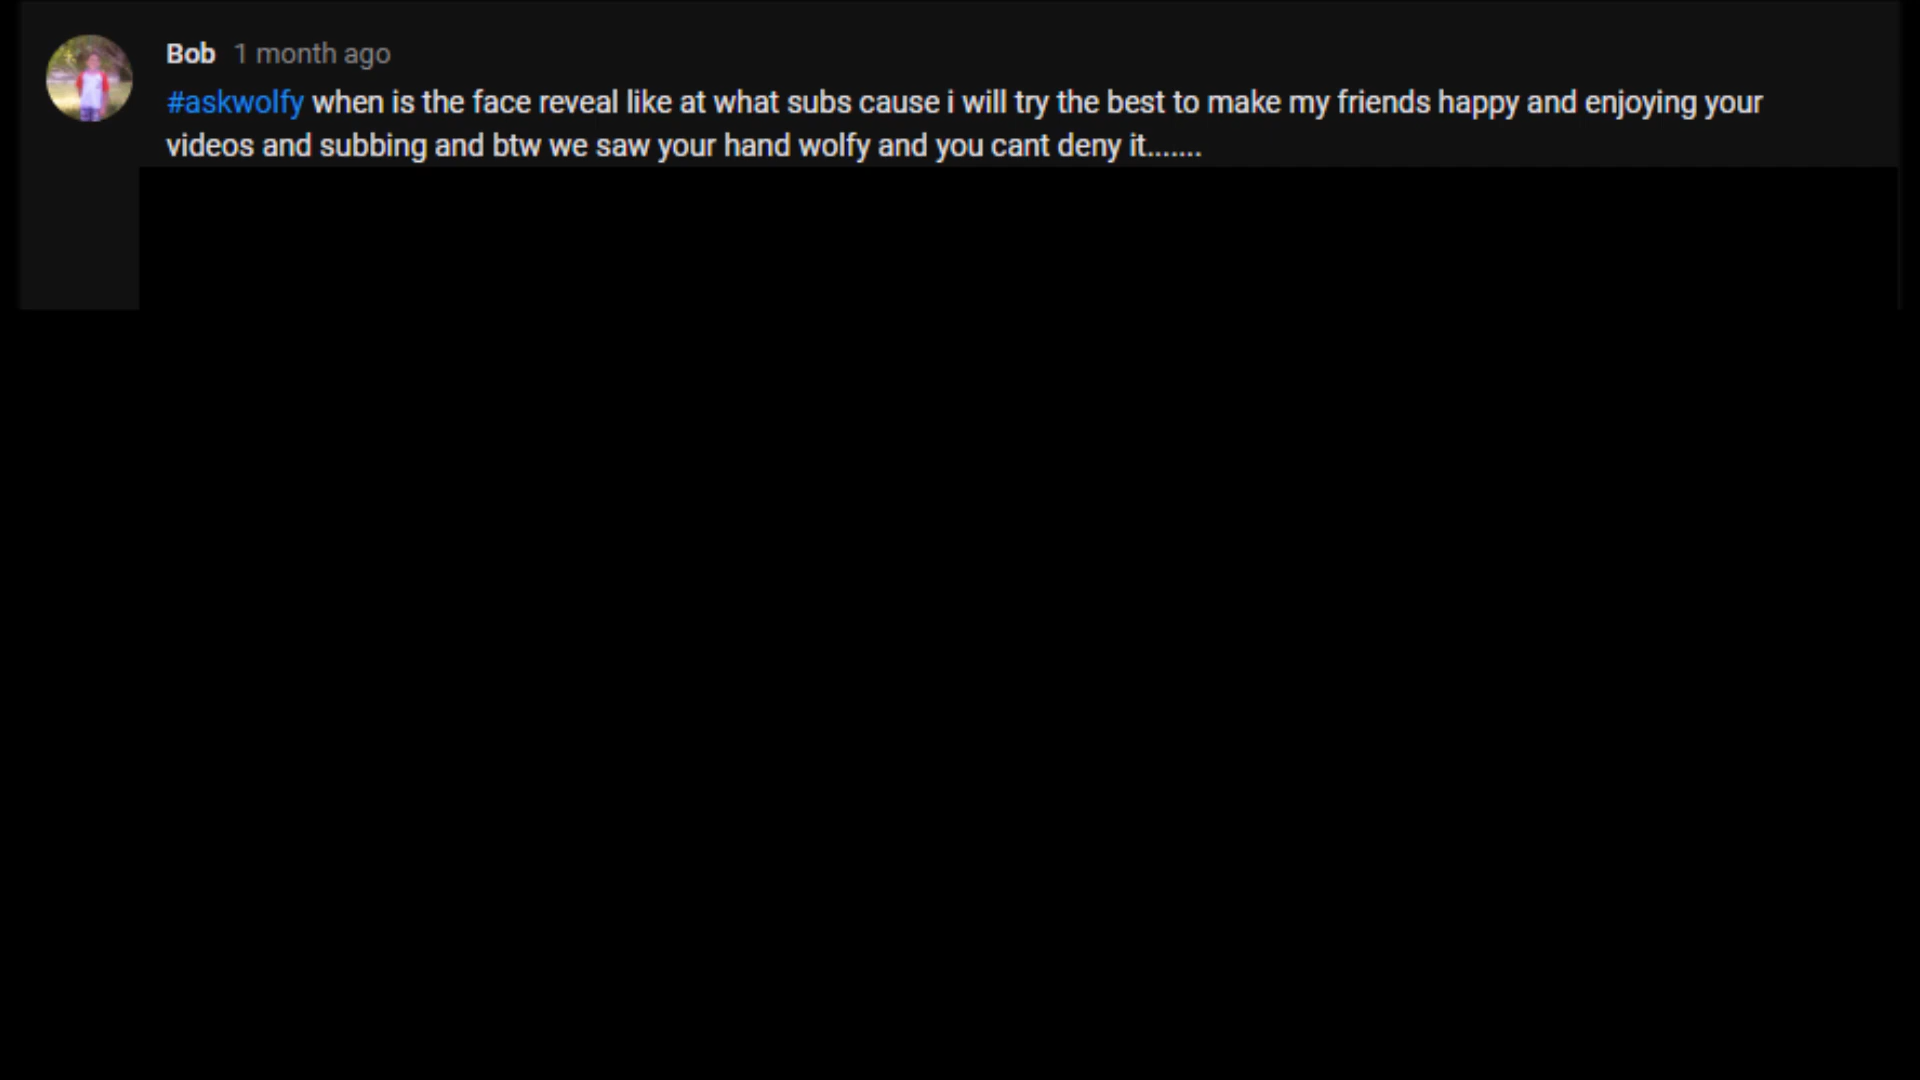 Bob 1 month ago
#askwolfy when is the face reveal like at what subs cause i will try the best to make my friends happy and enjoying your
videos and subbing and btw we saw your hand wolfy and you cant deny it.......